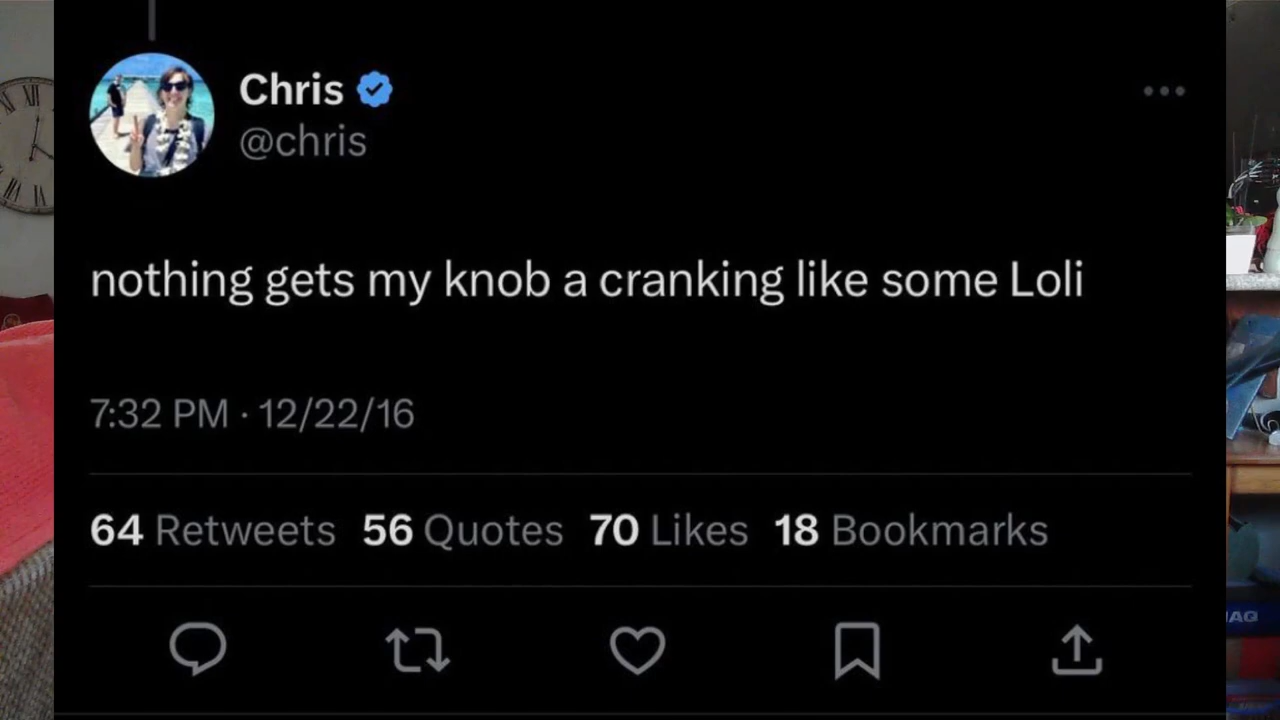 Chris
@chris
nothing gets my knob a cranking like some Loli
7:32 PM · 12/22/16
64 Retweets 56 Quotes 70 Likes 18 Bookmarks